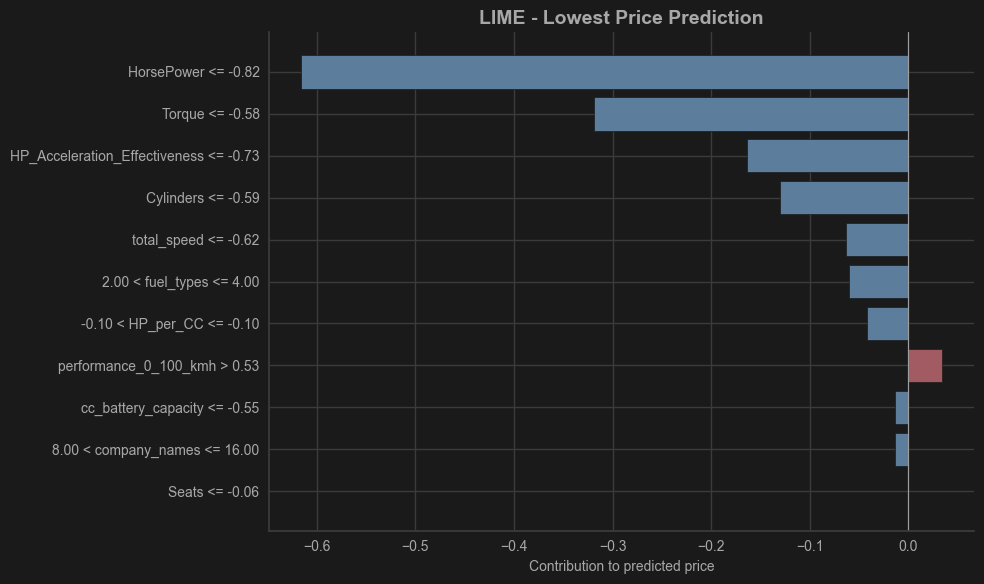 LIME - Lowest Price Prediction
HorsePower <= -0.82
Torque <= -0.58
HP_Acceleration_Effectiveness <= -0.73
Cylinders <= -0.59
total_speed <= -0.62
2.00 < fuel_types <= 4.00
-0.10 < HP_per_CC <= -0.10
performance_0_100_kmh > 0.53
cc_battery_capacity <= -0.55
8.00 < company_names <= 16.00
Seats <= -0.06
−0.6 −0.5 −0.4 −0.3 −0.2 −0.1 0.0
Contribution to predicted price